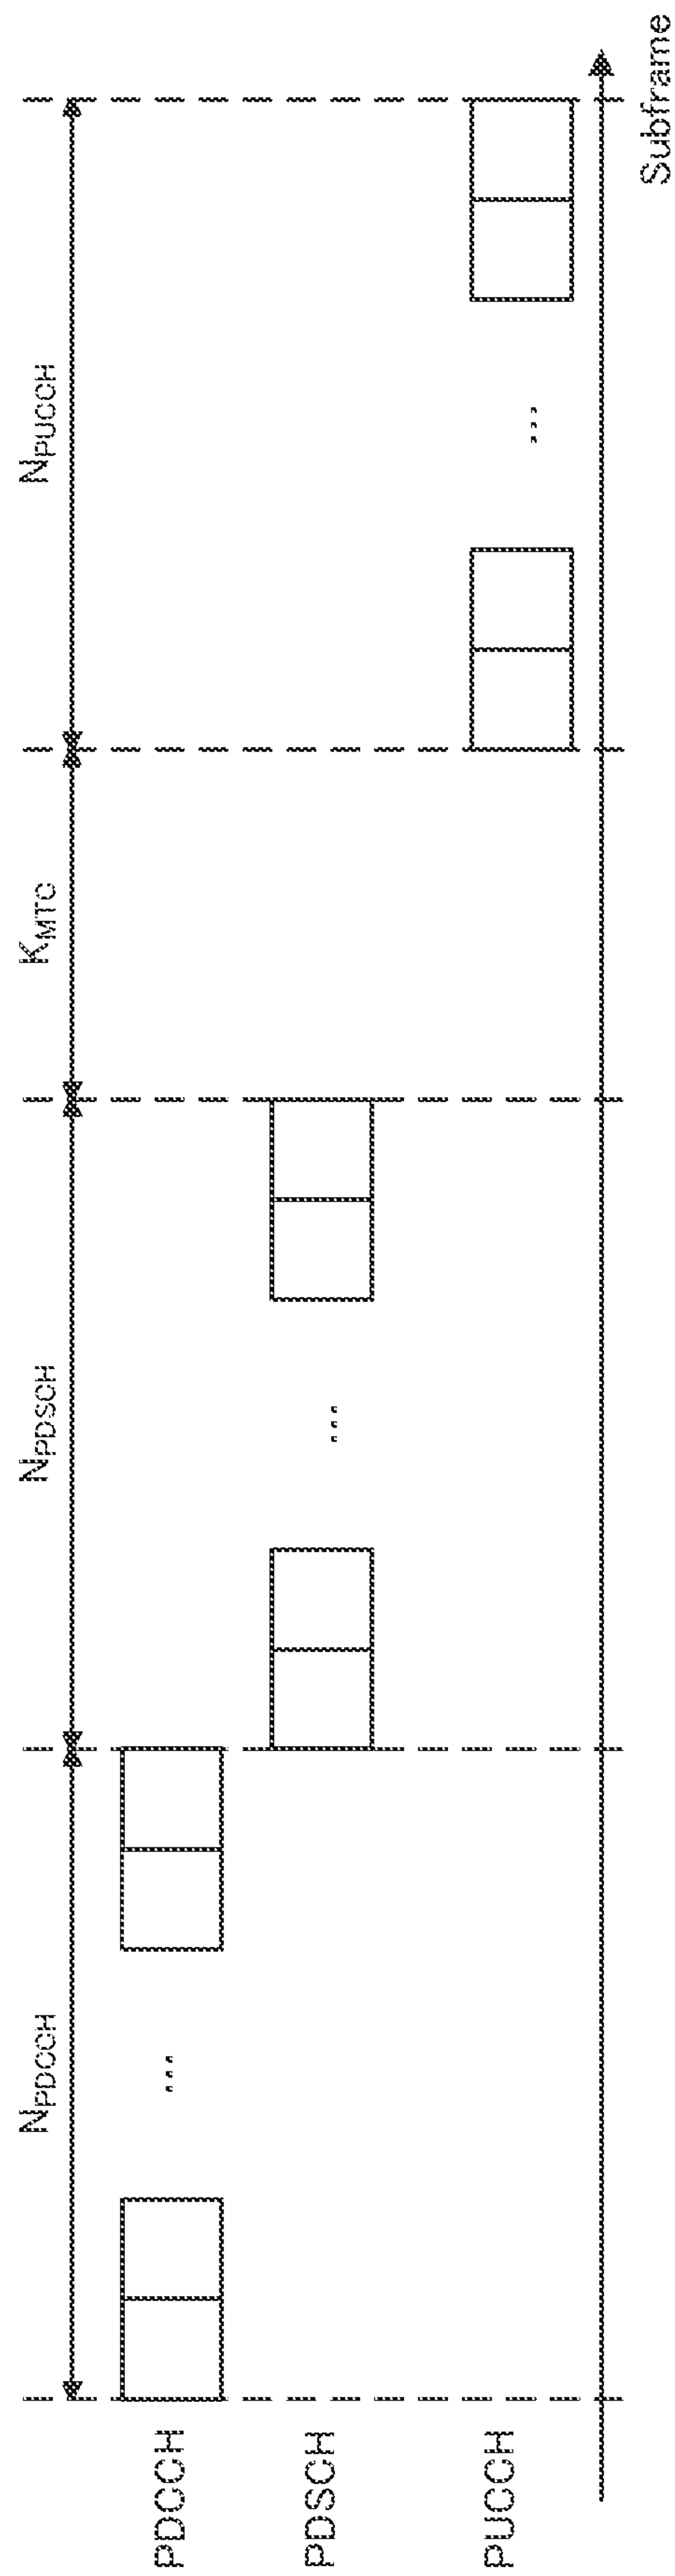 N_PDCCH
N_PDSCH
K_MTC
N_PUCCH
PDCCH
...
PDSCH
...
PUCCH
...
Subframe